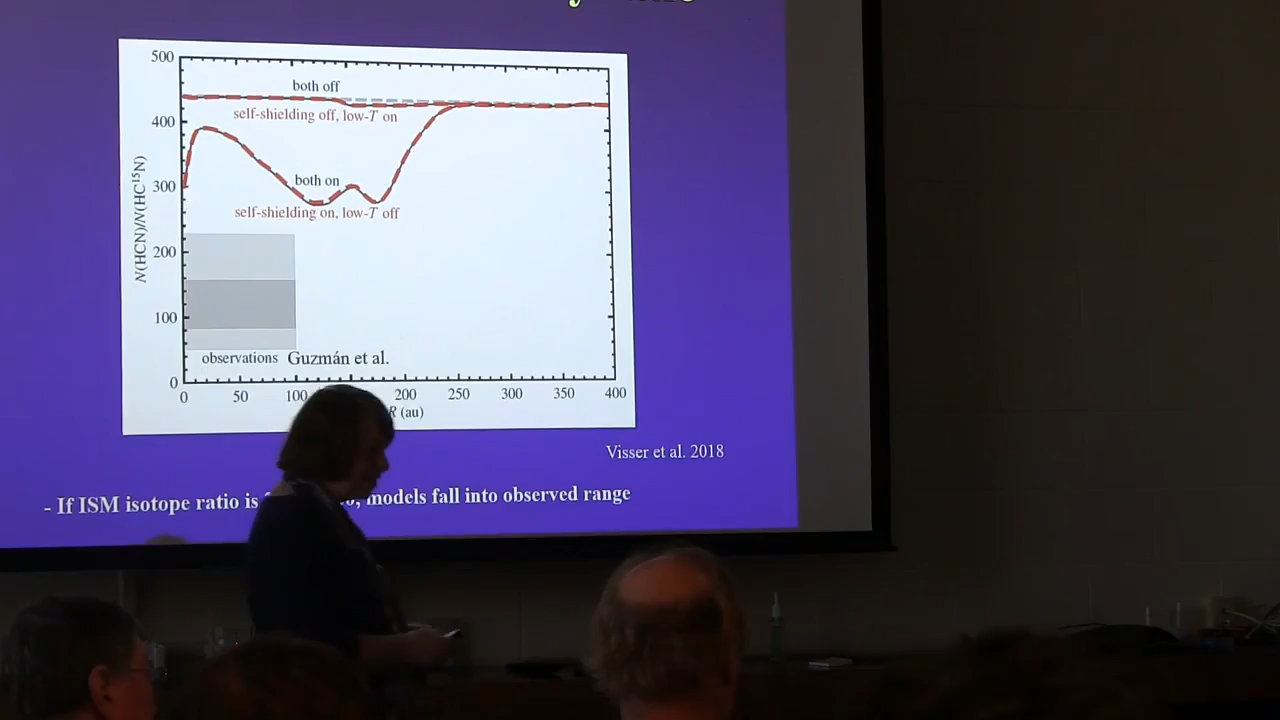 500
both off
self-shielding off, low-T on
400
both on
300
self-shielding on, low-T off
N(HCN)/N(HC15N)
200
100
observations Guzmán et al.
0
0 50 100 200 250 300 350 400
R (au)
Visser et al. 2018
- If ISM isotope ratio is models fall into observed range